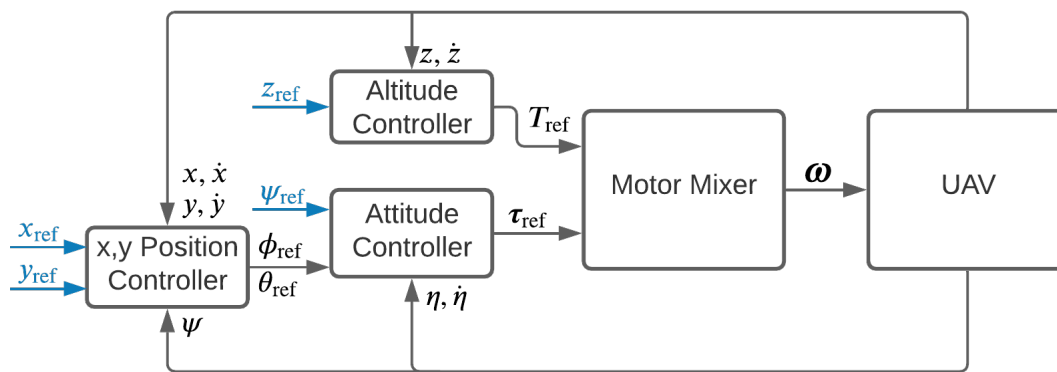 z, ż
z_ref
Altitude
Controller
T_ref
Motor Mixer
ω
UAV
x, ẋ
y, ẏ
ψ_ref
Attitude
Controller
τ_ref
x_ref
y_ref
x,y Position
Controller
ϕ_ref
θ_ref
η, η̇
ψ